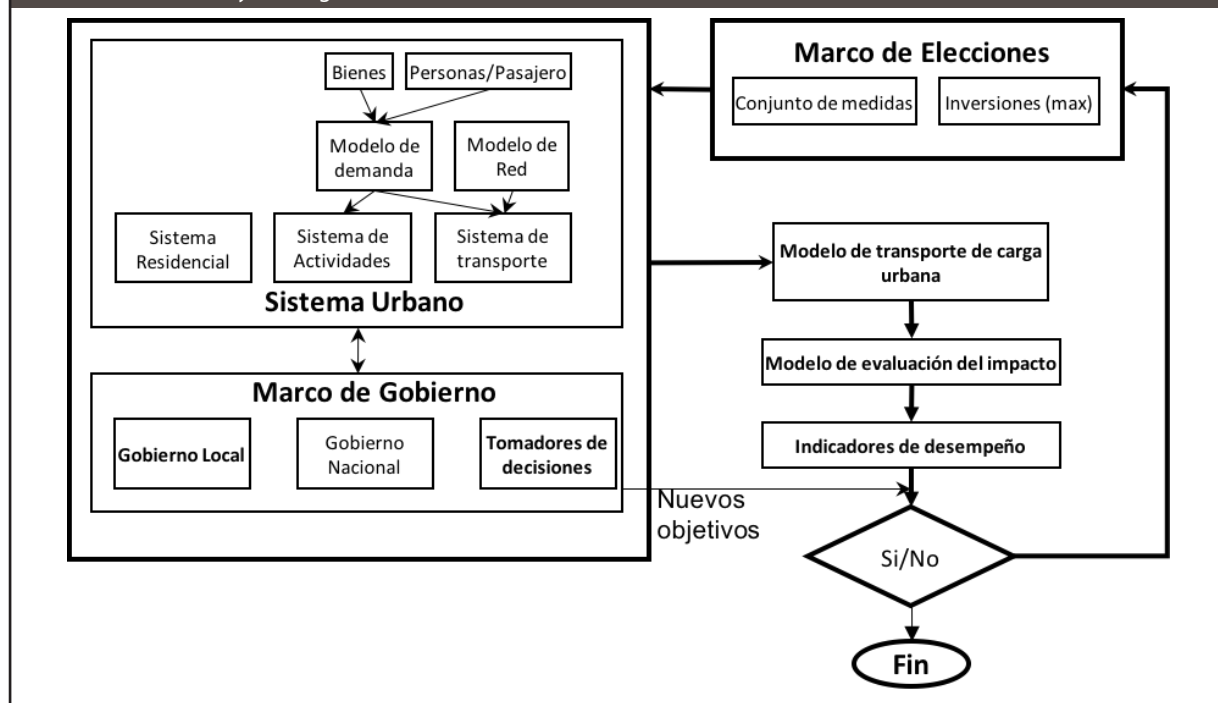 Bienes
Personas/Pasajero
Modelo de
demanda
Modelo de
Red
Sistema
Residencial
Sistema de
Actividades
Sistema de
transporte
Sistema Urbano
Marco de Gobierno
Gobierno Local
Gobierno
Nacional
Tomadores de
decisiones
Marco de Elecciones
Conjunto de medidas
Inversiones (max)
Modelo de transporte de carga
urbana
Modelo de evaluación del impacto
Indicadores de desempeño
Nuevos
objetivos
Si/No
Fin